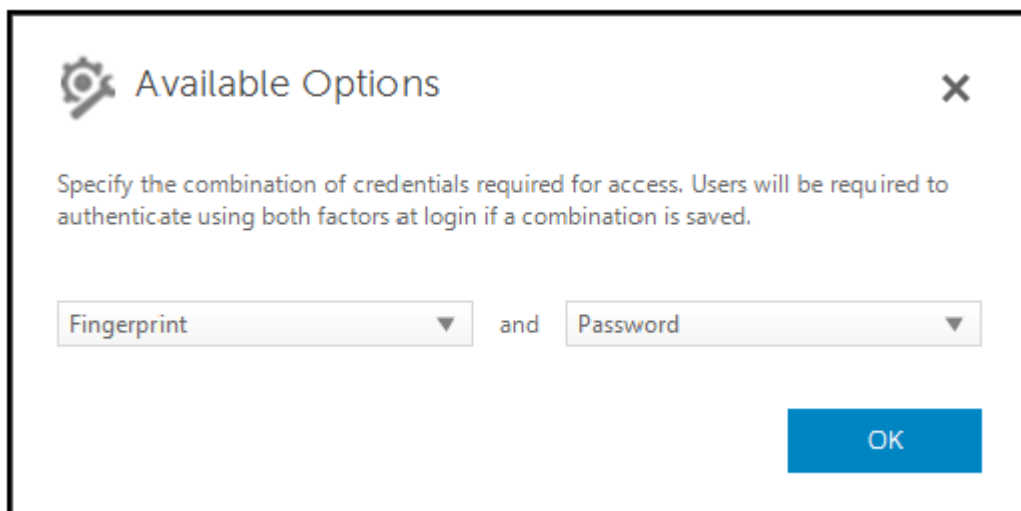 Available Options
Specify the combination of credentials required for access. Users will be required to
authenticate using both factors at login if a combination is saved.
Fingerprint and Password
OK